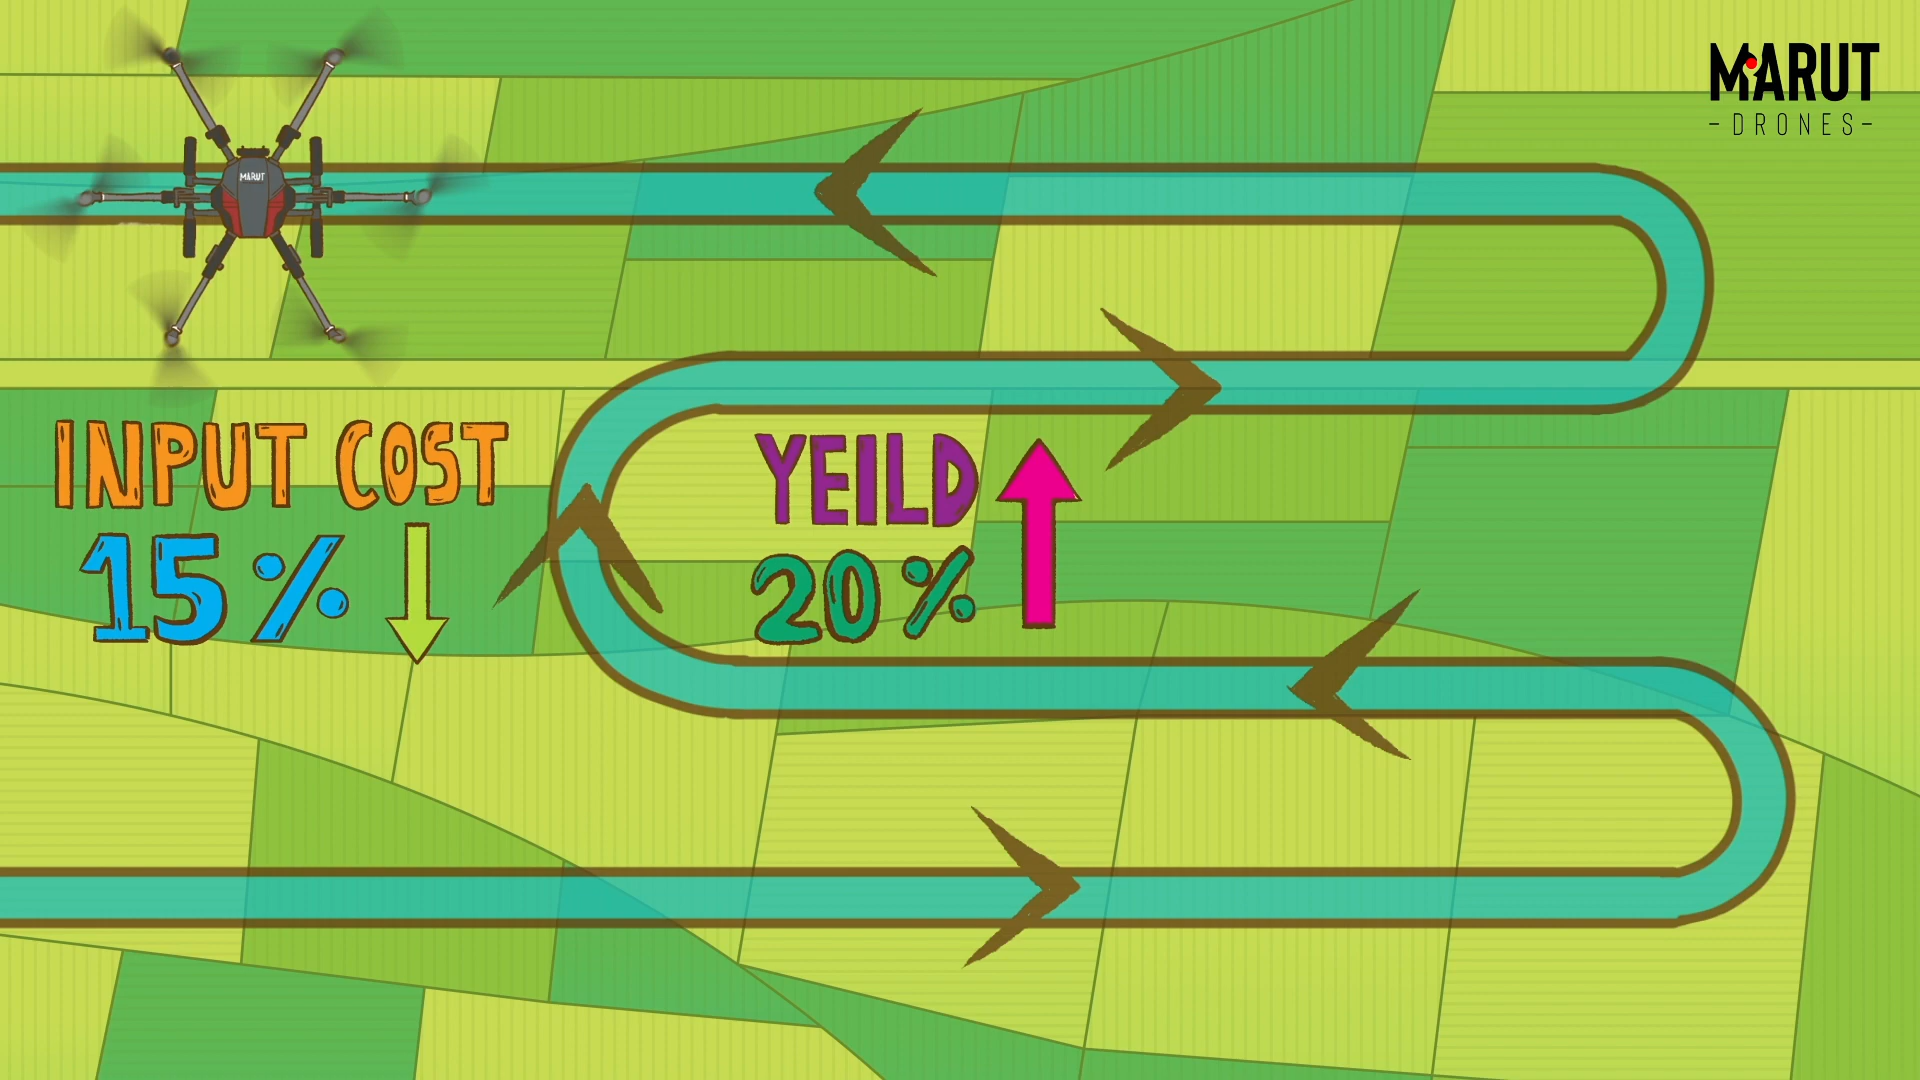 MARUT
-DRONES-
MARUT
INPUT COST
15%
YEILD
20%